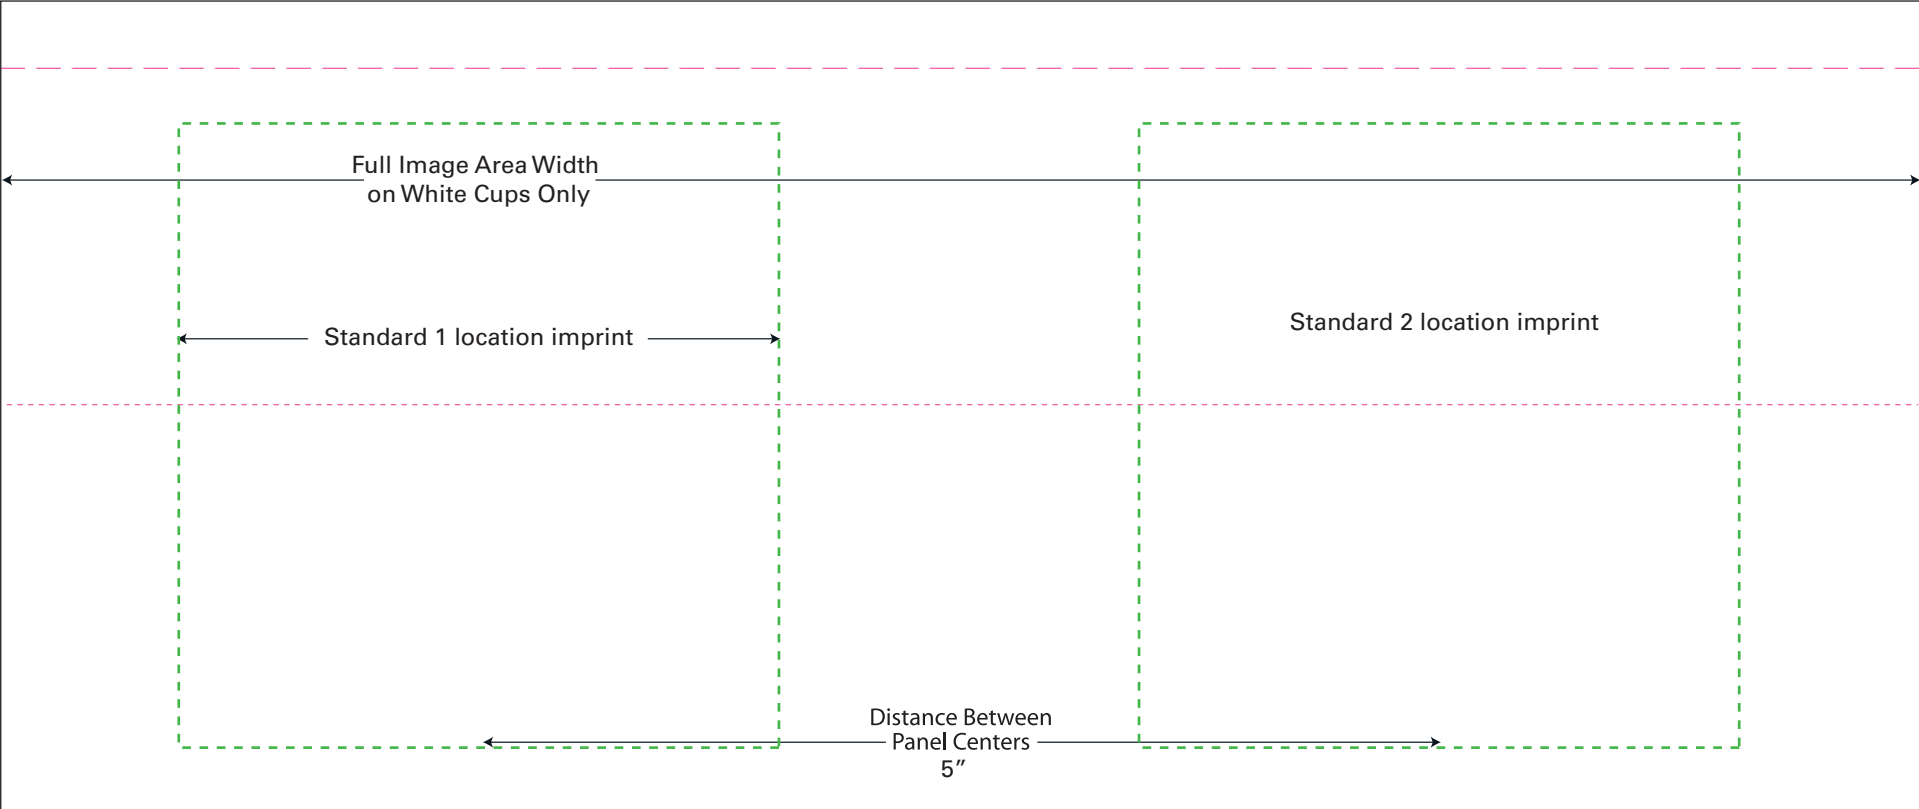 Full Image Area Width
on White Cups Only
Standard 1 location imprint
Standard 2 location imprint
Distance Between
Panel Centers
5”